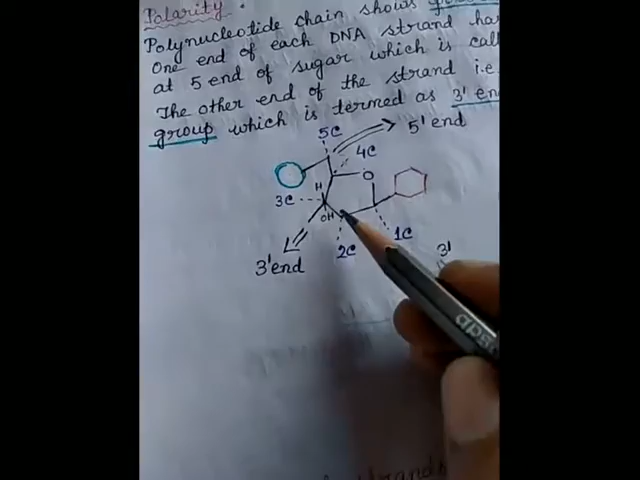 Polarity.
Polynucleotide chain shows
One end of each DNA strand
at 5 end of sugar which is
The other end of the strand i.e
group which is termed as 3' end
5C
5' end
4C
O
H
3C
OH
1C
2C
3'end
3'
apsara